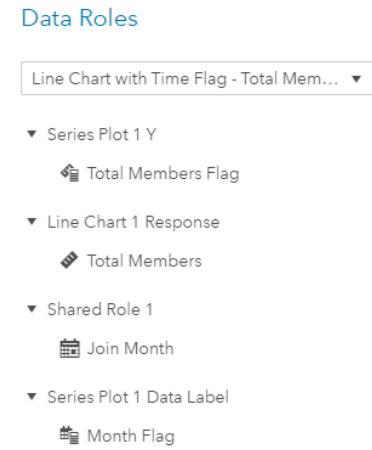 Data Roles
Line Chart with Time Flag - Total Mem...
Series Plot 1 Y
Total Members Flag
Line Chart 1 Response
Total Members
Shared Role 1
Join Month
Series Plot 1 Data Label
Month Flag